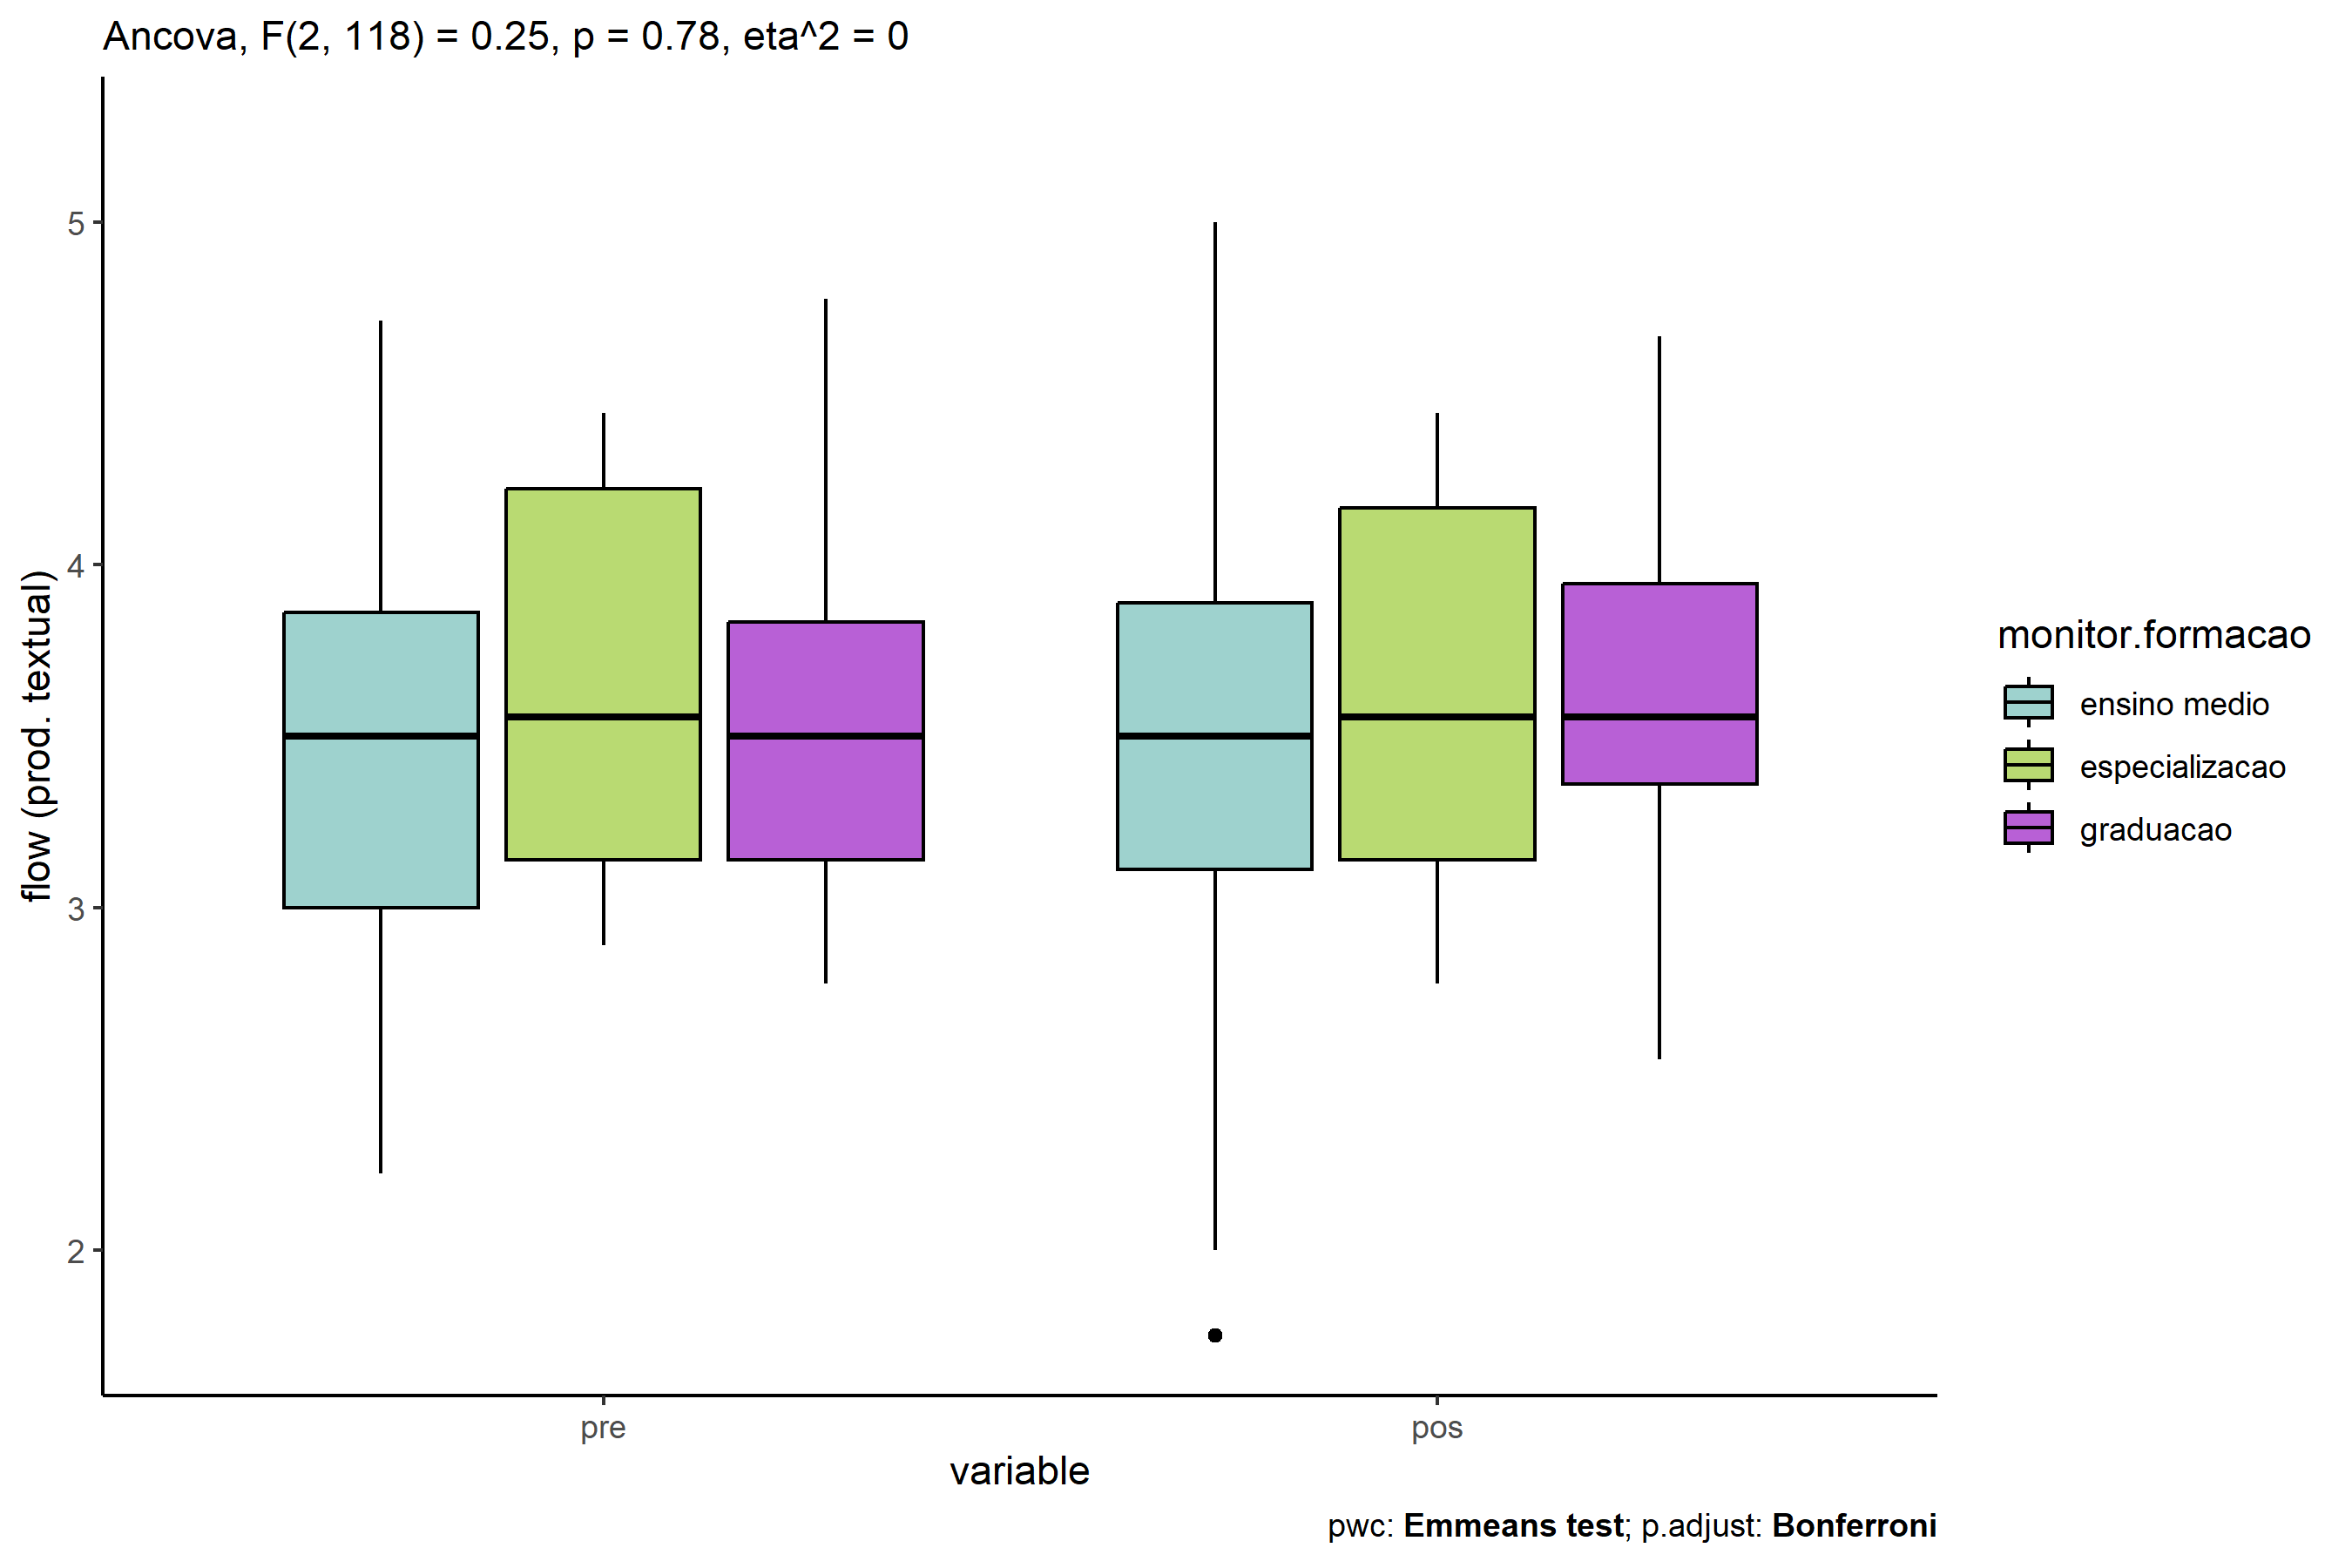 Ancova, F(2, 118) = 0.25, p = 0.78, eta^2 = 0
flow (prod. textual)
5
4
3
2
pre
pos
variable
monitor.formacao
ensino medio
especializacao
graduacao
pwc: Emmeans test; p.adjust: Bonferroni